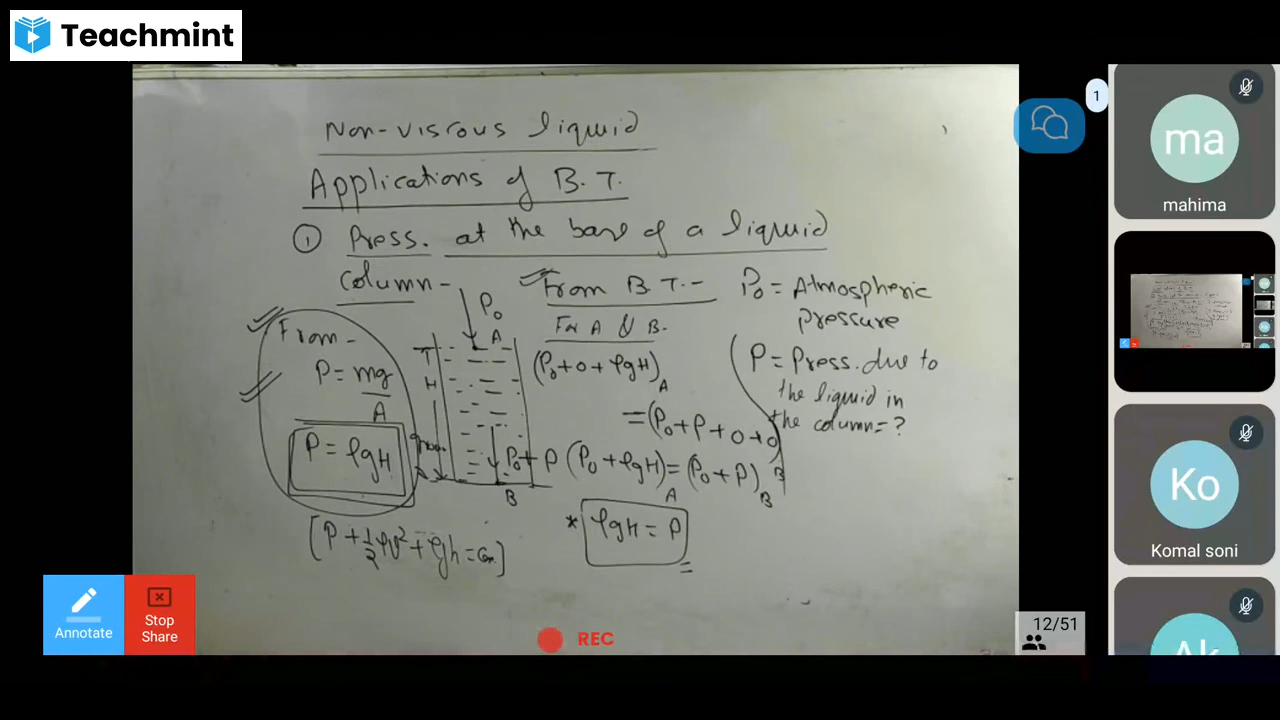 Teachmint
Non-viscous liquid
Applications of B.T.
① Press. at the base of a liquid
column -
From B.T. -
For A & B.
P₀ = Atmospheric
pressure
P = Press. due to
the liquid in
the column = ?
From -
P = mg/A
P = ρgH
P₀
A
T
H
P₀ + P
B
(P₀ + 0 + ρgH)A
= (P₀ + P + 0 + 0)B
(P₀ + ρgH)A = (P₀ + P)B
* ρgH = P
[P + ½ρv² + ρgh = Con.]
1
ma
mahima
Ko
Komal soni
Ak
Annotate
Stop
Share
REC
12/51